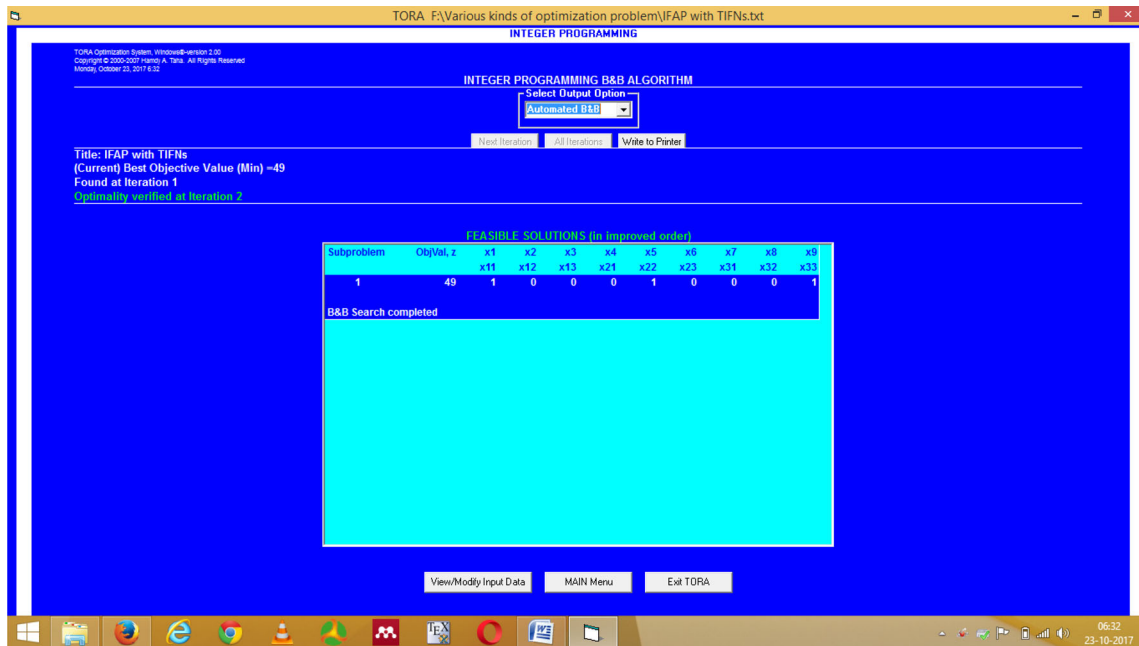 TORA F:\Various kinds of optimization problem\IFAP with TIFNs.txt
INTEGER PROGRAMMING
TORA Optimization System, Windows®-version 2.00
Copyright © 2000-2007 Hamdy A. Taha. All Rights Reserved
Monday, October 23, 2017 6:32
INTEGER PROGRAMMING B&B ALGORITHM
Select Output Option
Automated B&B
Next Iteration All Iterations Write to Printer
Title: IFAP with TIFNs
(Current) Best Objective Value (Min) =49
Found at Iteration 1
Optimality verified at Iteration 2
FEASIBLE SOLUTIONS (in improved order)
Subproblem ObjVal, z x1 x2 x3 x4 x5 x6 x7 x8 x9
x11 x12 x13 x21 x22 x23 x31 x32 x33
1 49 1 0 0 0 1 0 0 0 1
B&B Search completed
View/Modify Input Data MAIN Menu Exit TORA
06:32
23-10-2017